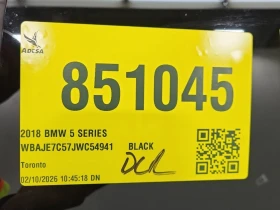 ADESA
851045
2018 BMW 5 SERIES
WBAJE7C57JWC54941 BLACK
Toronto
02/10/2026 10:45:18 DN